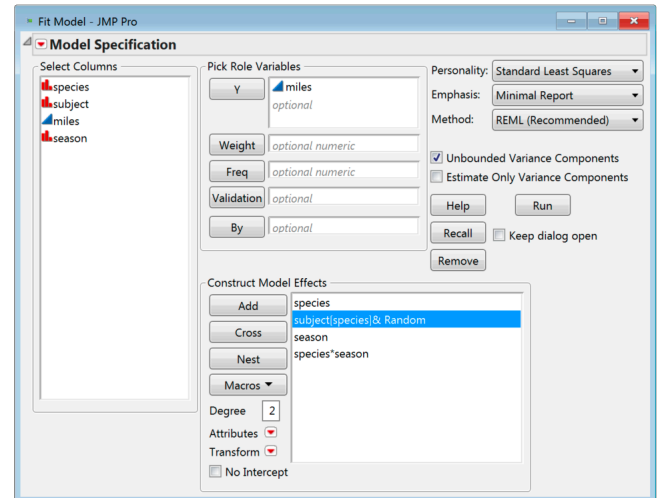 Fit Model - JMP Pro
Model Specification
Select Columns
species
subject
miles
season
Pick Role Variables
Y
miles
optional
Weight
optional numeric
Freq
optional numeric
Validation
optional
By
optional
Personality:
Standard Least Squares
Emphasis:
Minimal Report
Method:
REML (Recommended)
Unbounded Variance Components
Estimate Only Variance Components
Help
Run
Recall
Keep dialog open
Remove
Construct Model Effects
Add
Cross
Nest
Macros
Degree
2
Attributes
Transform
No Intercept
species
subject[species]& Random
season
species*season